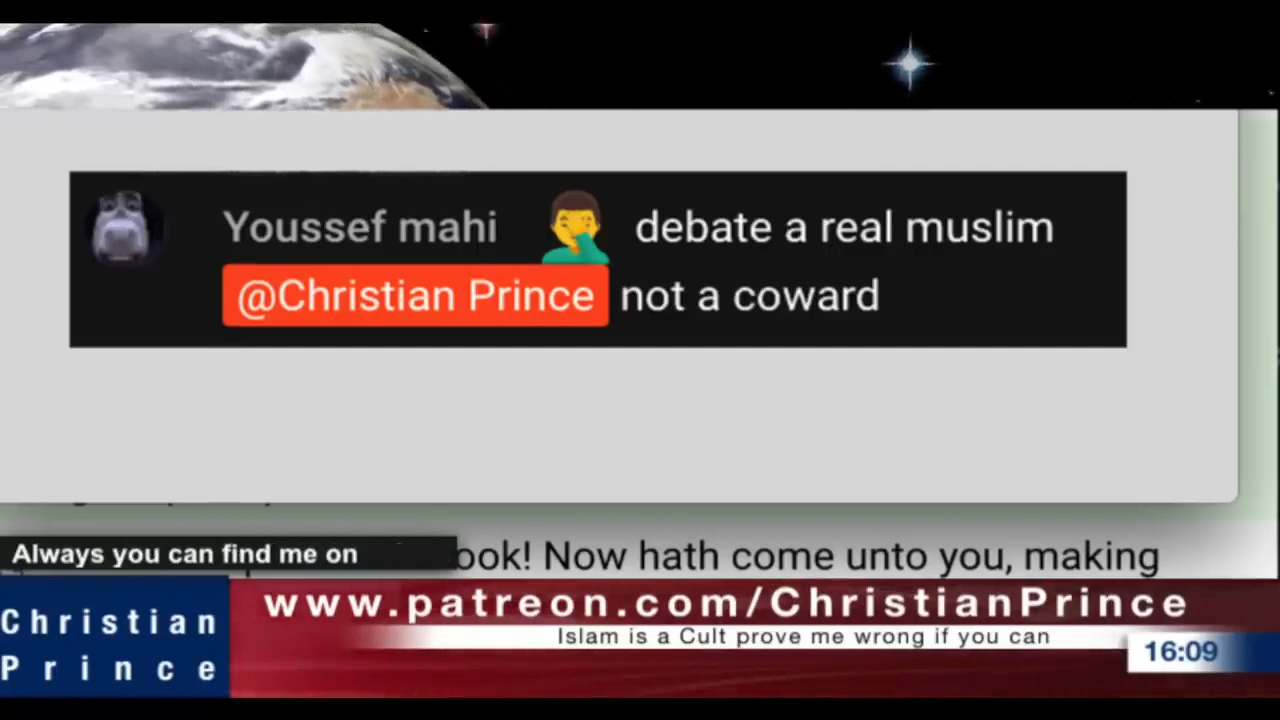 Youssef mahi 🤦‍♂️ debate a real muslim
@Christian Prince not a coward
Always you can find me on
ook! Now hath come unto you, making
www.patreon.com/ChristianPrince
Islam is a Cult prove me wrong if you can
Christian
Prince
16:09